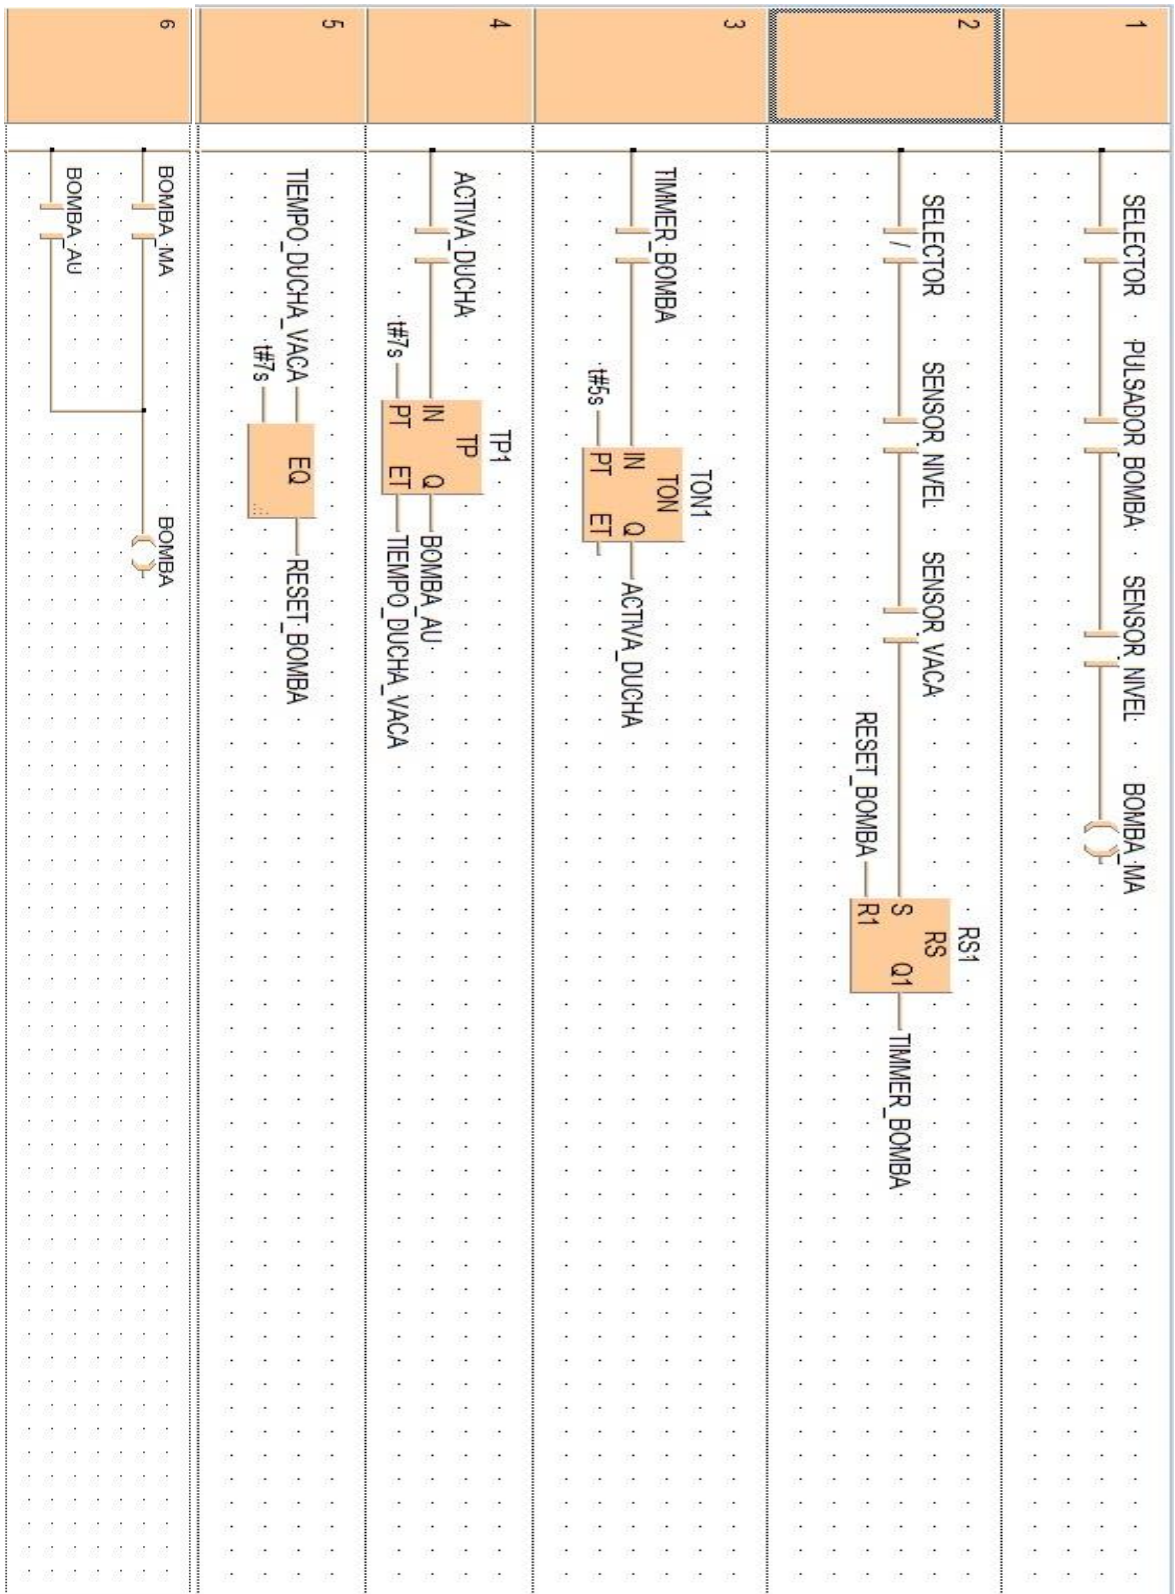 1
SELECTOR PULSADOR_BOMBA SENSOR_NIVEL BOMBA_MA
2
SELECTOR SENSOR_NIVEL SENSOR_VACA
RS1
RS
S Q1 TIMMER_BOMBA
RESET_BOMBA R1
3
TIMMER_BOMBA
TON1
TON
IN Q ACTIVA_DUCHA
t#5s PT ET
4
ACTIVA_DUCHA
TP1
TP
IN Q BOMBA_AU
t#7s PT ET TIEMPO_DUCHA_VACA
5
TIEMPO_DUCHA_VACA EQ RESET_BOMBA
t#7s
6
BOMBA_MA BOMBA
BOMBA_AU